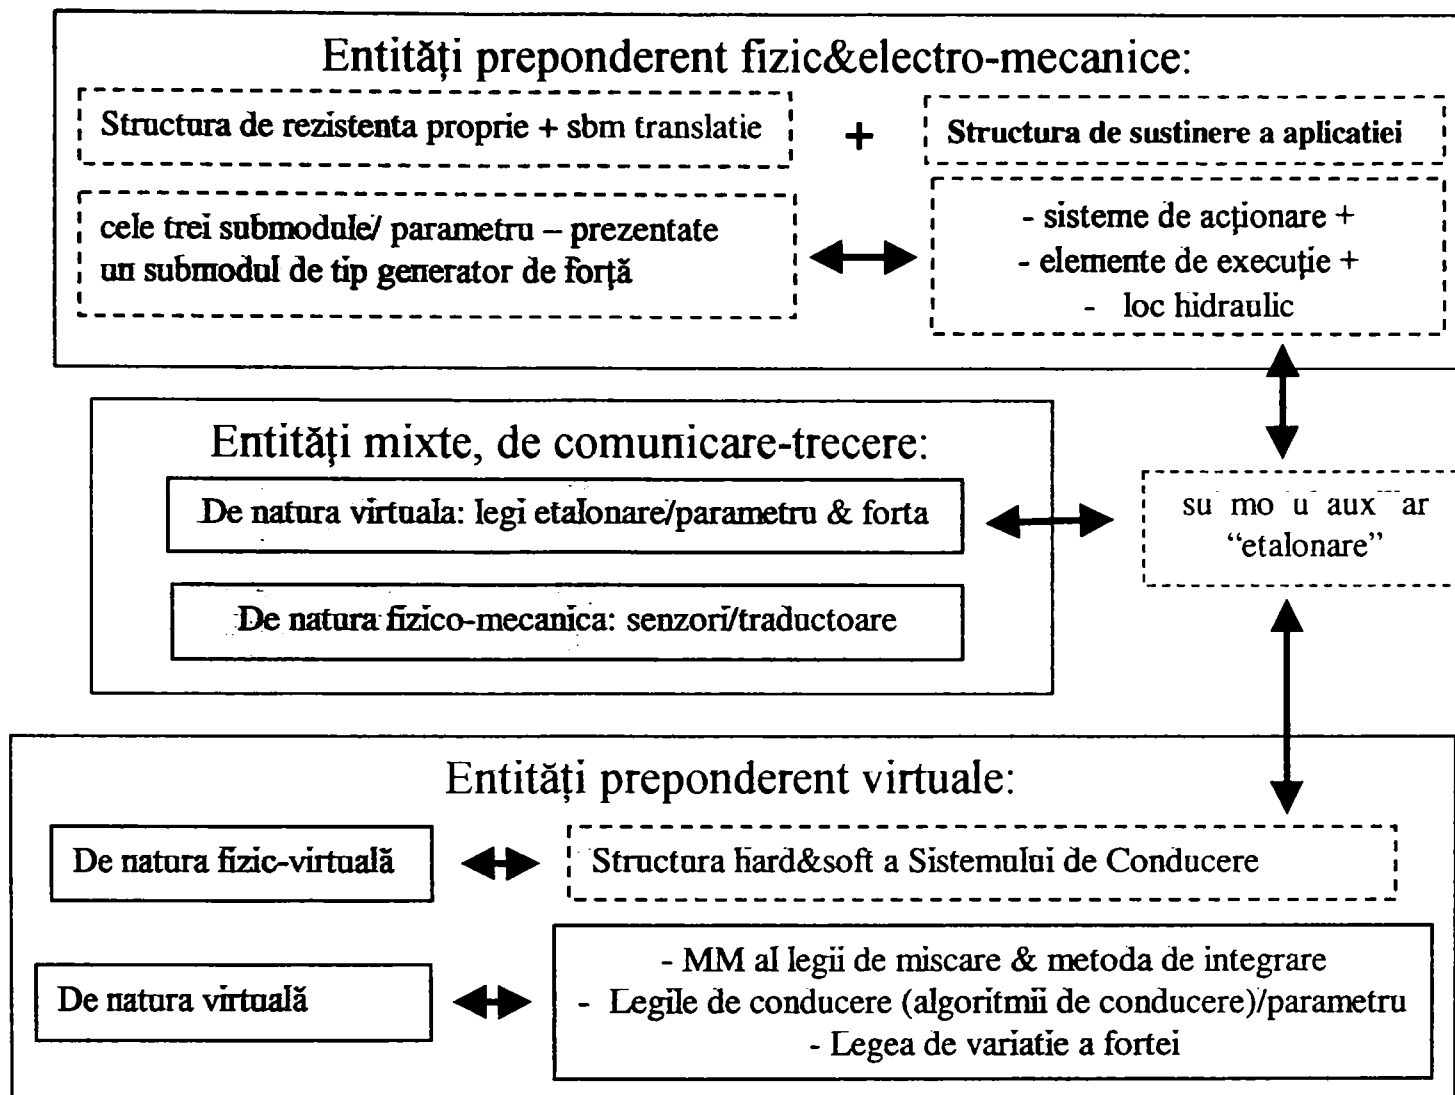 Entități preponderent fizic&electro-mecanice:
Structura de rezistenta proprie + sbm translatie
+
Structura de sustinere a aplicatiei
cele trei submodule/ parametru – prezentate
un submodul de tip generator de forță
- sisteme de acționare +
- elemente de execuție +
- loc hidraulic
Entități mixte, de comunicare-trecere:
De natura virtuala: legi etalonare/parametru & forta
De natura fizico-mecanica: senzori/traductoare
“etalonare”
Entități preponderent virtuale:
De natura fizic-virtuală
Structura hard&soft a Sistemului de Conducere
De natura virtuală
- MM al legii de miscare & metoda de integrare
- Legile de conducere (algoritmii de conducere)/parametru
- Legea de variatie a fortei